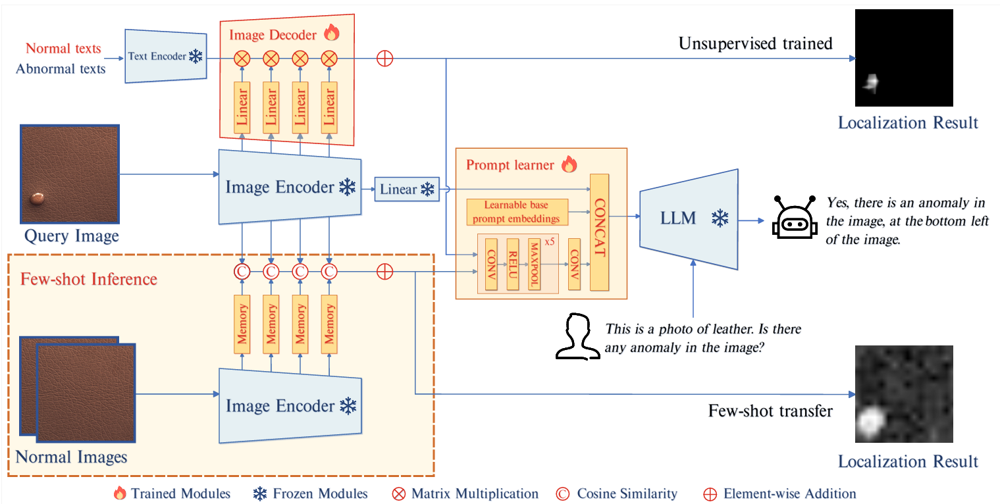 Normal texts
Abnormal texts
Text Encoder
Image Decoder
Linear
Linear
Linear
Linear
Unsupervised trained
Localization Result
Query Image
Image Encoder
Linear
Prompt learner
Learnable base
prompt embeddings
CONV
RELU
MAXPOOL
x5
CONV
CONCAT
LLM
Yes, there is an anomaly in
the image, at the bottom left
of the image.
This is a photo of leather. Is there
any anomaly in the image?
Few-shot Inference
C
C
C
C
Memory
Memory
Memory
Memory
Normal Images
Image Encoder
Few-shot transfer
Localization Result
Trained Modules
Frozen Modules
Matrix Multiplication
C Cosine Similarity
Element-wise Addition